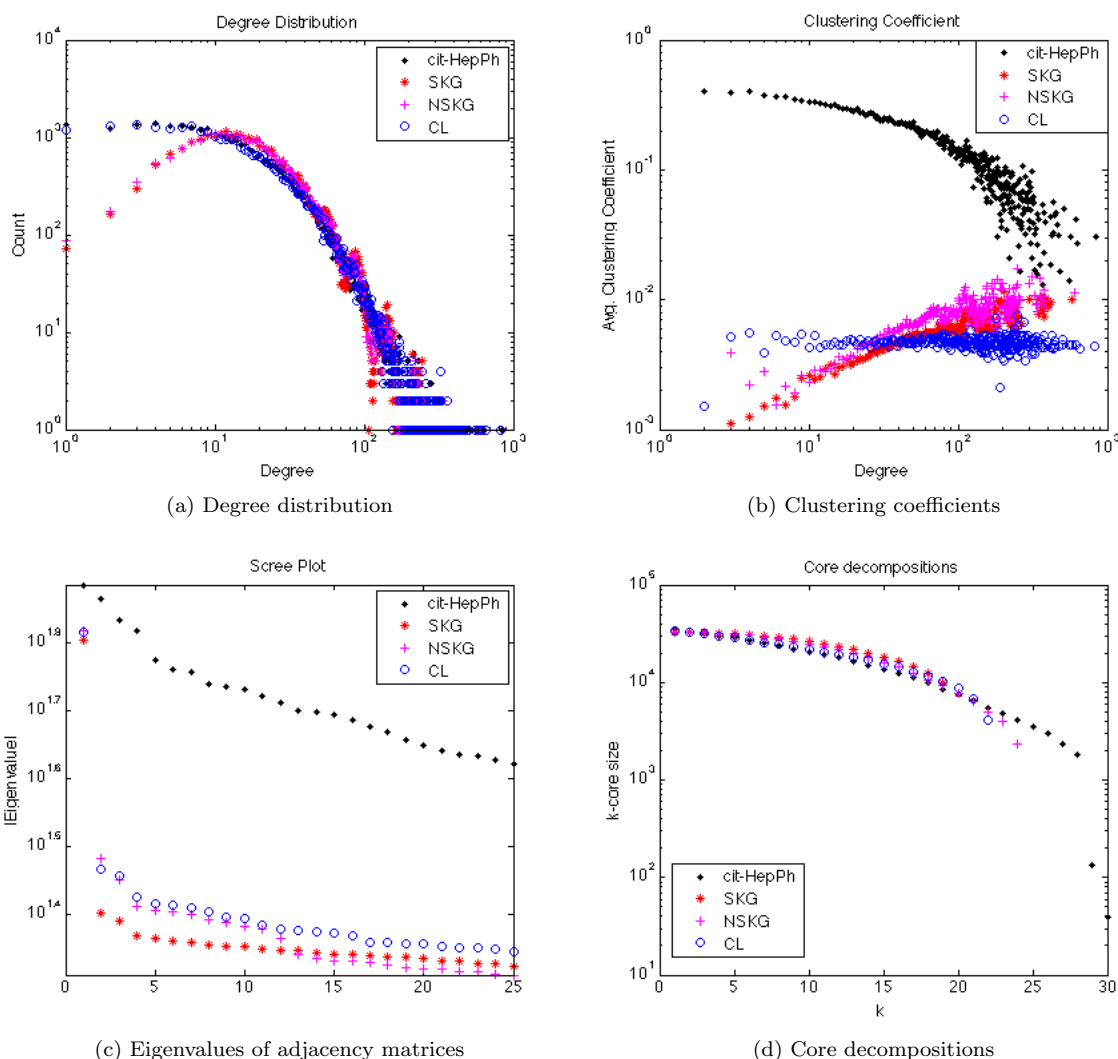 Degree Distribution
10^4
10^3
10^2
10^1
10^0
Count
10^0 10^1 10^2 10^3
Degree
cit-HepPh
SKG
NSKG
CL
(a) Degree distribution
Clustering Coefficient
10^0
10^-1
10^-2
10^-3
Avg. Clustering Coefficient
10^1 10^2 10^3
Degree
cit-HepPh
SKG
NSKG
CL
(b) Clustering coefficients
Scree Plot
10^1.9
10^1.7
10^1.6
10^1.5
10^1.4
|Eigenvalue|
0 5 10 15 20 25
cit-HepPh
SKG
NSKG
CL
(c) Eigenvalues of adjacency matrices
Core decompositions
10^5
10^4
10^3
10^2
10^1
k-core size
0 5 10 15 20 25 30
k
cit-HepPh
SKG
NSKG
CL
(d) Core decompositions